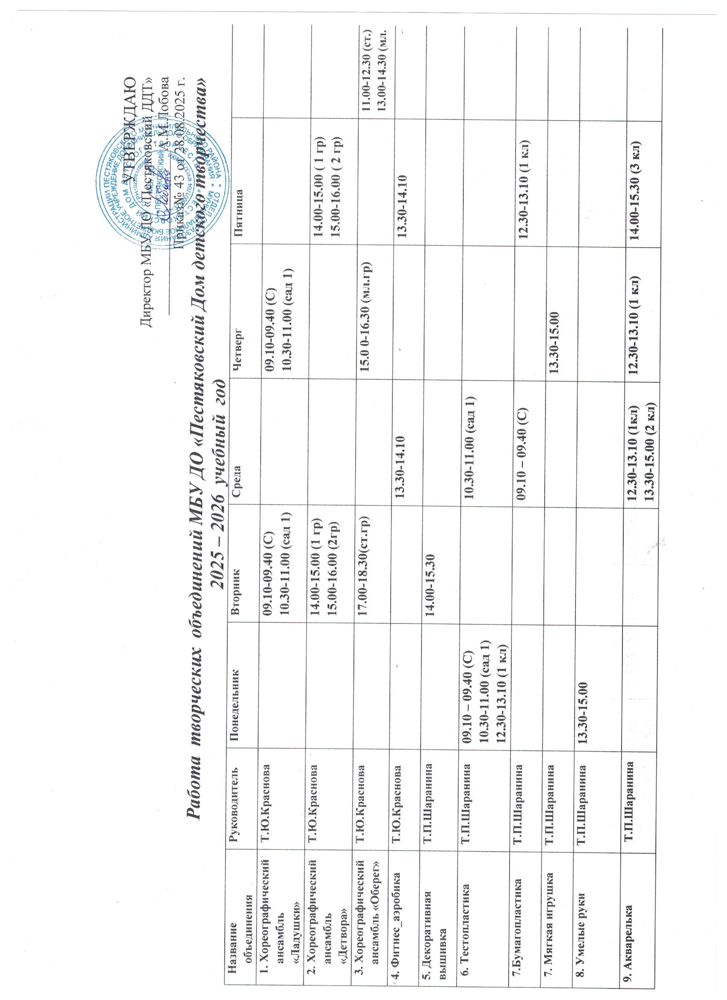 УТВЕРЖДАЮ
Директор МБУ ДО «Пестяковский ДДТ»
А.М.Лобова
Приказ№ 43 от 28.08.2025 г.
Работа творческих объединений МБУ ДО «Пестяковский Дом детского творчества»
2025 – 2026 учебный год
Название объединения Руководитель Понедельник Вторник Среда Четверг Пятница
1. Хореографический Т.Ю.Краснова 09.10-09.40 (С) 09.10-09.40 (С)
ансамбль 10.30-11.00 (сад 1) 10.30-11.00 (сад 1)
«Ладушки»
2. Хореографический Т.Ю.Краснова 14.00-15.00 (1 гр) 14.00-15.00 ( 1 гр)
ансамбль 15.00-16.00 (2гр) 15.00-16.00 ( 2 гр)
«Детвора»
3. Хореографический Т.Ю.Краснова 17.00-18.30(ст.гр) 15.0 0-16.30 (мл.гр) 11.00-12.30 (ст.)
ансамбль «Оберег» 13.00-14.30 (мл.
4. Фитнес_аэробика Т.Ю.Краснова 13.30-14.10 13.30-14.10
5. Декоративная Т.П.Шаранина 14.00-15.30
вышивка
6. Тестопластика Т.П.Шаранина 09.10 – 09.40 (С) 10.30-11.00 (сад 1)
10.30-11.00 (сад 1)
12.30-13.10 (1 кл)
7.Бумагопластика Т.П.Шаранина 09.10 – 09.40 (С) 12.30-13.10 (1 кл)
7. Мягкая игрушка Т.П.Шаранина 13.30-15.00
8. Умелые руки Т.П.Шаранина 13.30-15.00
9. Акварелька Т.П.Шаранина 12.30-13.10 (1кл) 12.30-13.10 (1 кл) 14.00-15.30 (3 кл)
13.30-15.00 (2 кл)